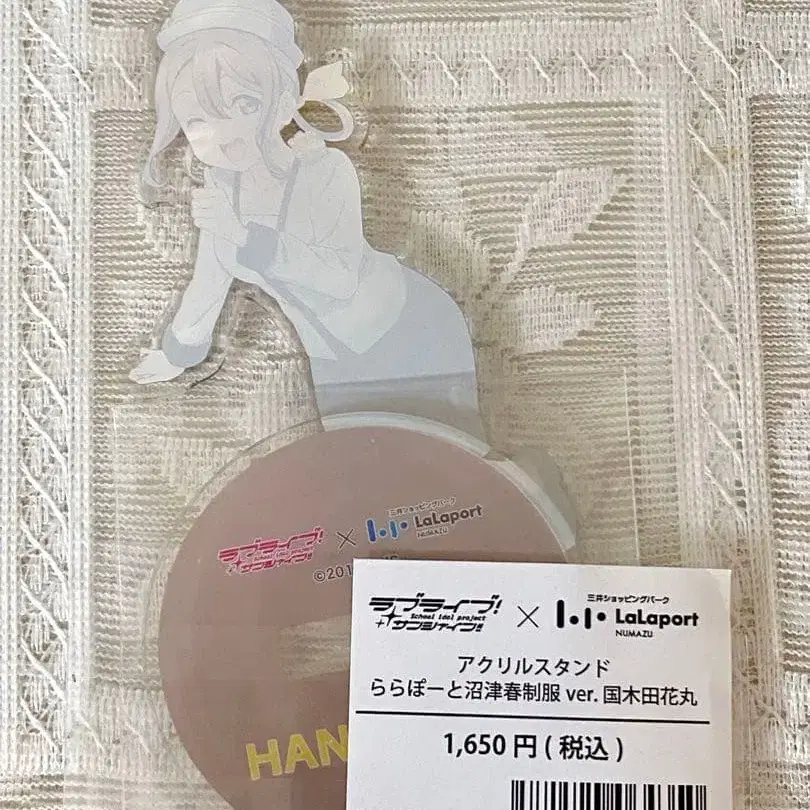 三井ショッピングパーク
ラブライブ! School idol project サンシャイン!! × LaLaport
NUMAZU
©201
HAN
三井ショッピングパーク
ラブライブ! School idol project サンシャイン!! × LaLaport
NUMAZU
アクリルスタンド
ららぽーと沼津春制服 ver. 国木田花丸
1,650 円 ( 税込 )